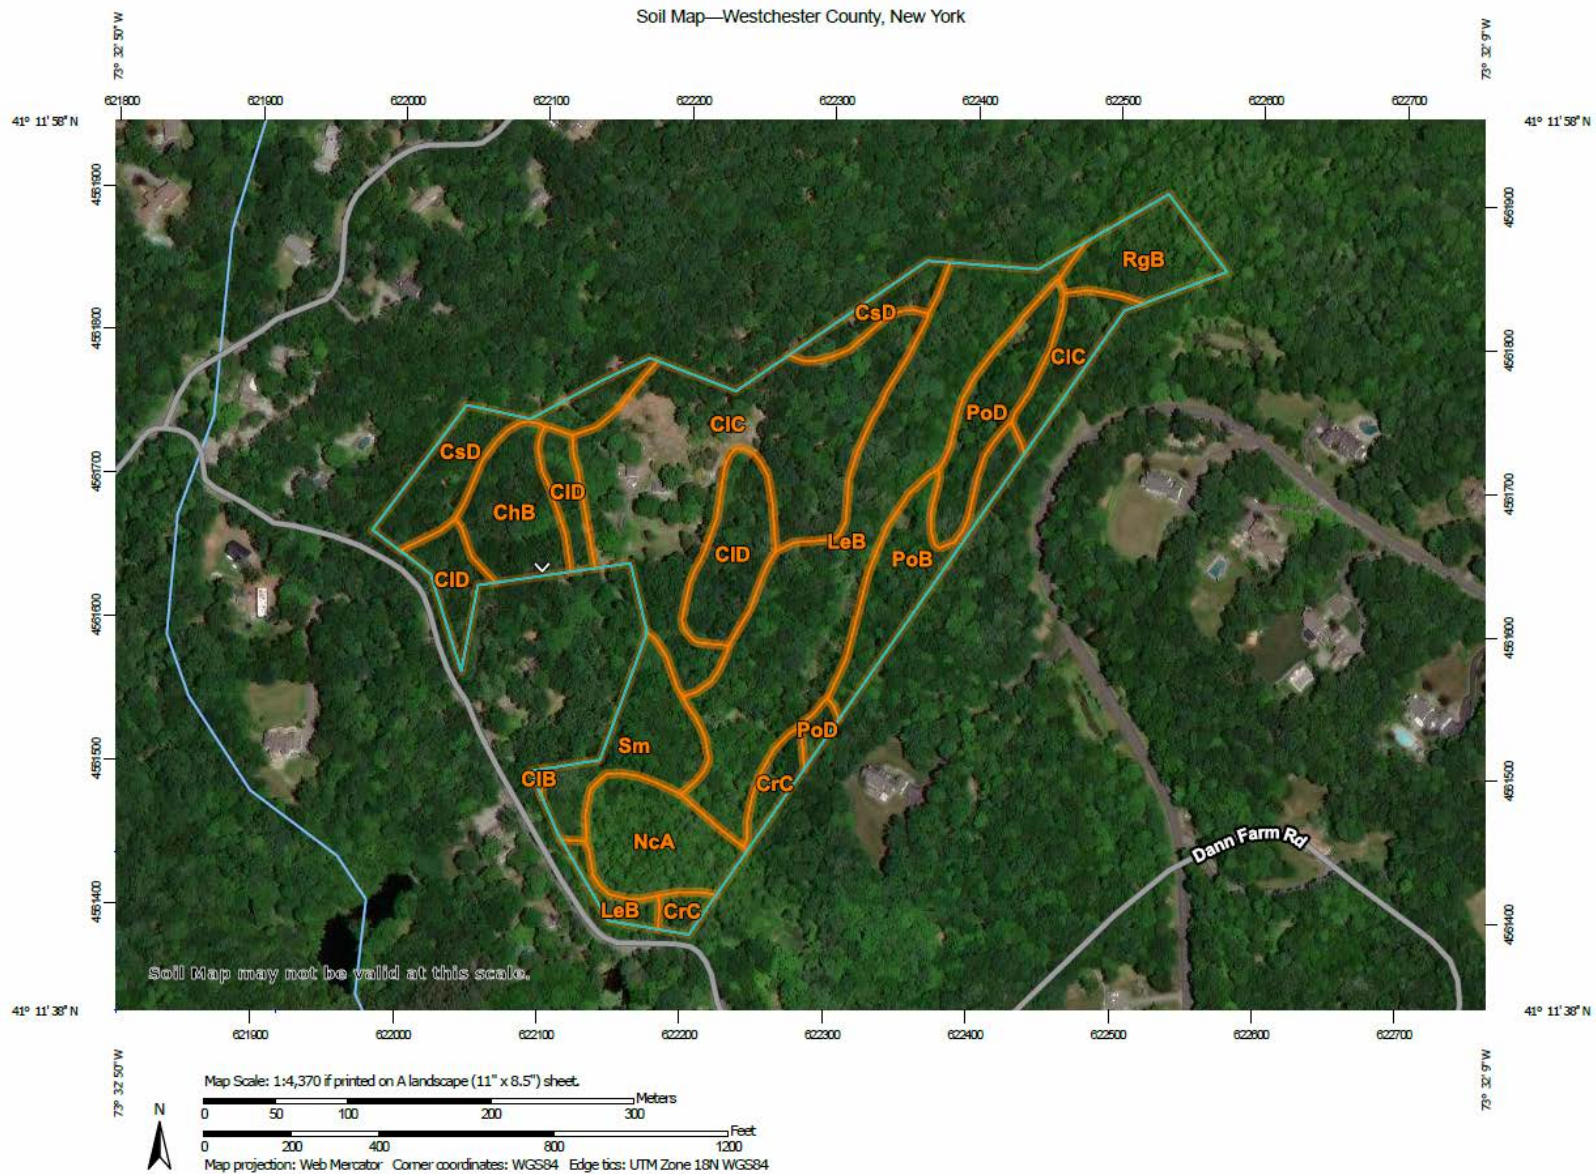 Soil Map—Westchester County, New York
73° 32' 50" W
73° 32' 9" W
621800 621900 622000 622100 622200 622300 622400 622500 622600 622700
41° 11' 58" N
41° 11' 58" N
4561900
4561900
RgB
CsD
4561800
4561800
ClC
PoD
ClC
CsD
4561700
4561700
ClD
ChB
LeB
ClD
PoB
ClD
4561600
4561600
PoD
Sm
4561500
4561500
ClB
CrC
Dann Farm Rd
NcA
4561400
4561400
LeB
CrC
Soil Map may not be valid at this scale.
41° 11' 38" N
41° 11' 38" N
621900 622000 622100 622200 622300 622400 622500 622600 622700
73° 32' 50" W
73° 32' 9" W
Map Scale: 1:4,370 if printed on A landscape (11" x 8.5") sheet.
N
Meters
0 50 100 200 300
Feet
0 200 400 800 1200
Map projection: Web Mercator Corner coordinates: WGS84 Edge tics: UTM Zone 18N WGS84